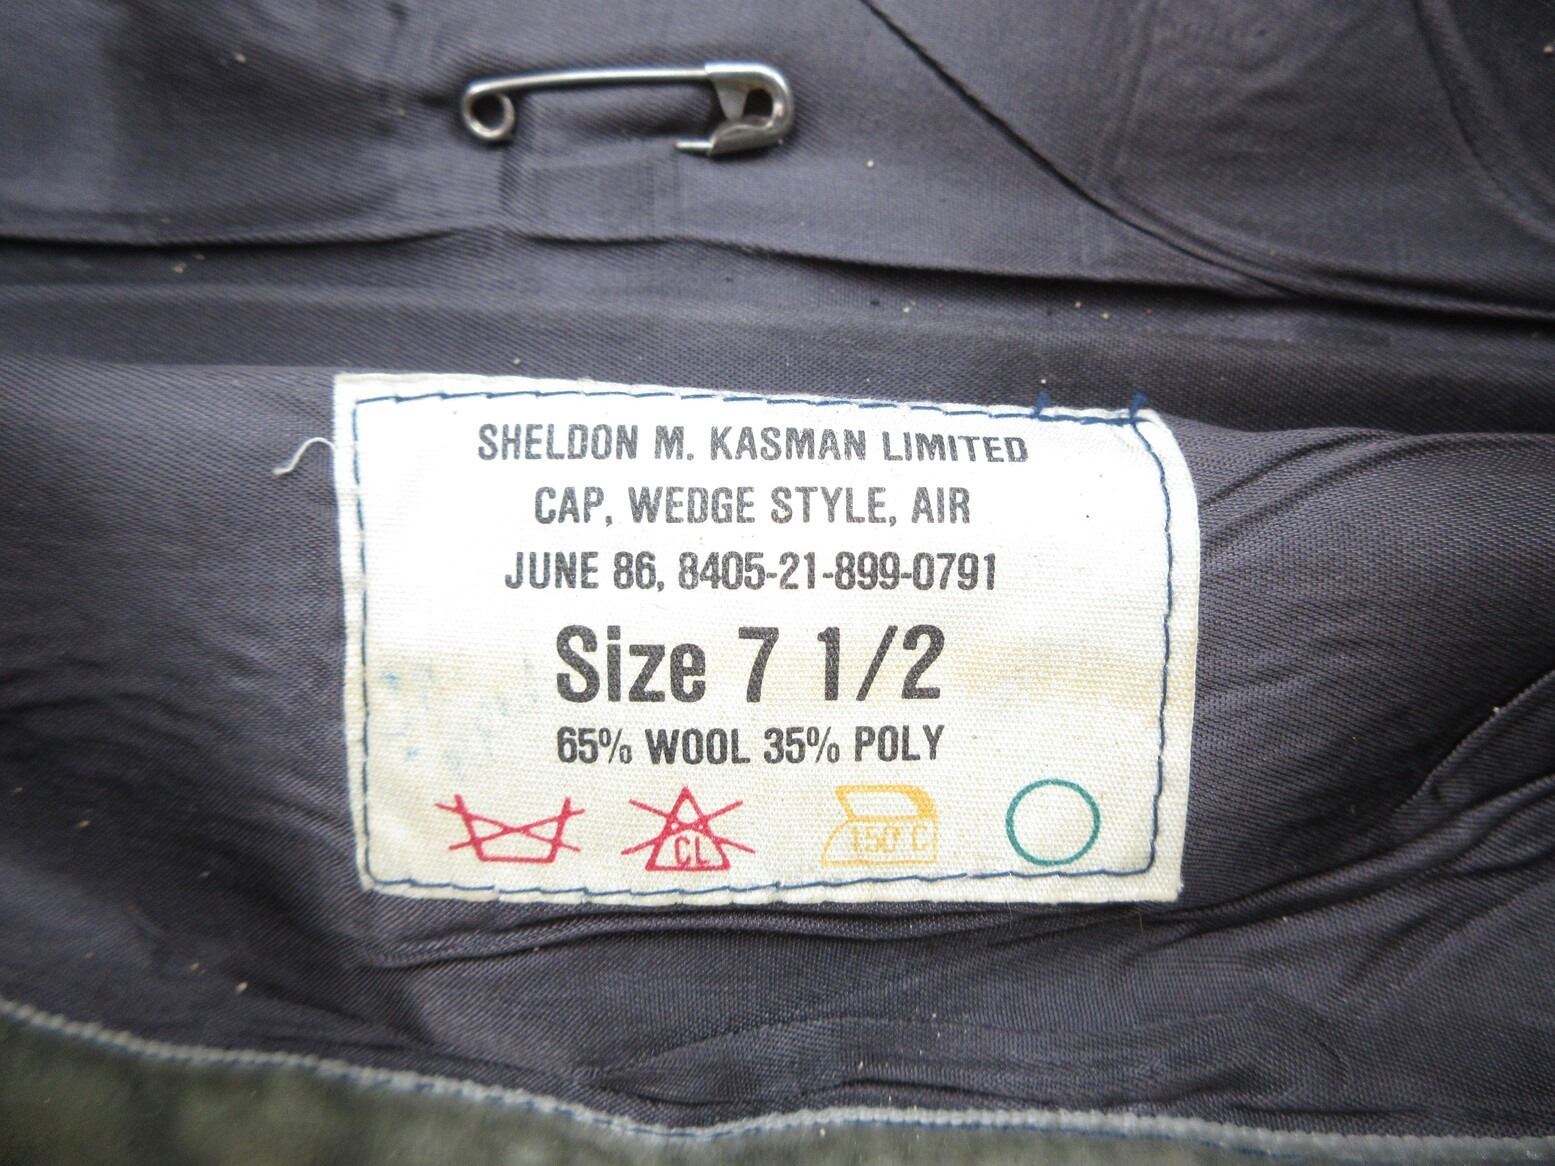 SHELDON M. KASMAN LIMITED
CAP, WEDGE STYLE, AIR
JUNE 86, 8405-21-899-0791
Size 7 1/2
65% WOOL 35% POLY
CL 150°C